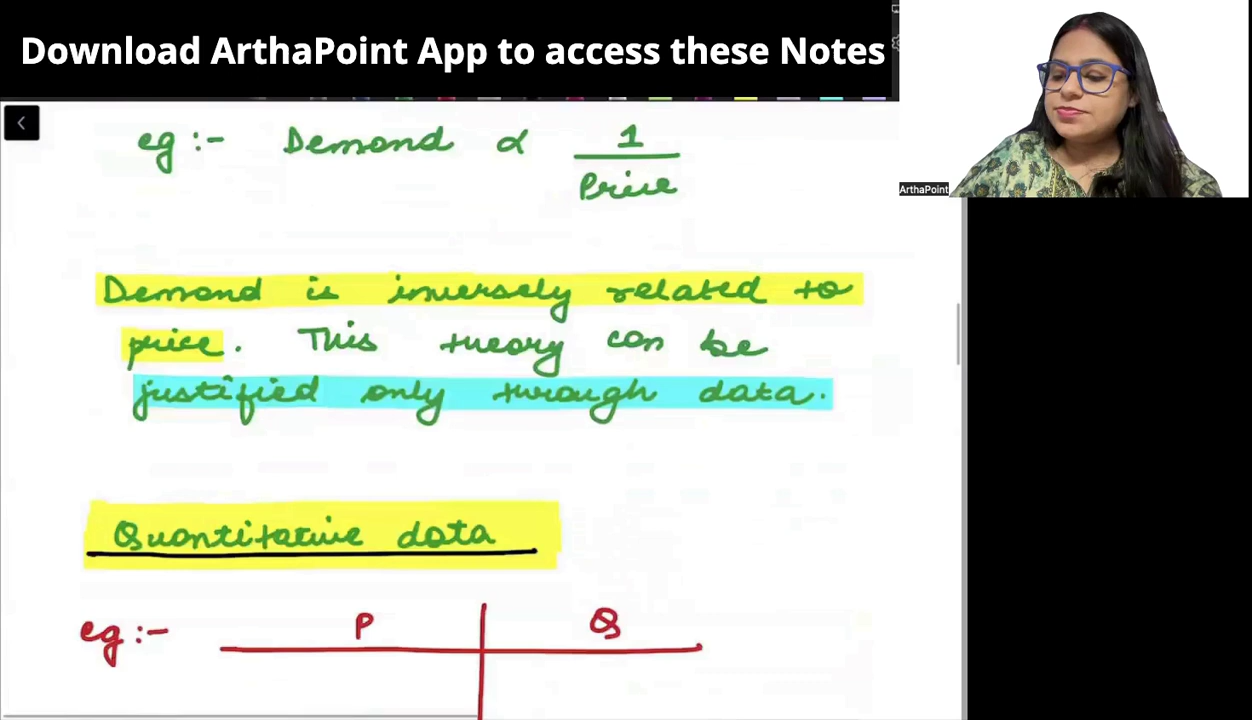 Download ArthaPoint App to access these Notes
eg :- Demand ∝ 1
Price
ArthaPoint
Demand is inversely related to
price. This theory can be
justified only through data.
Quantitative data
eg :- P Q